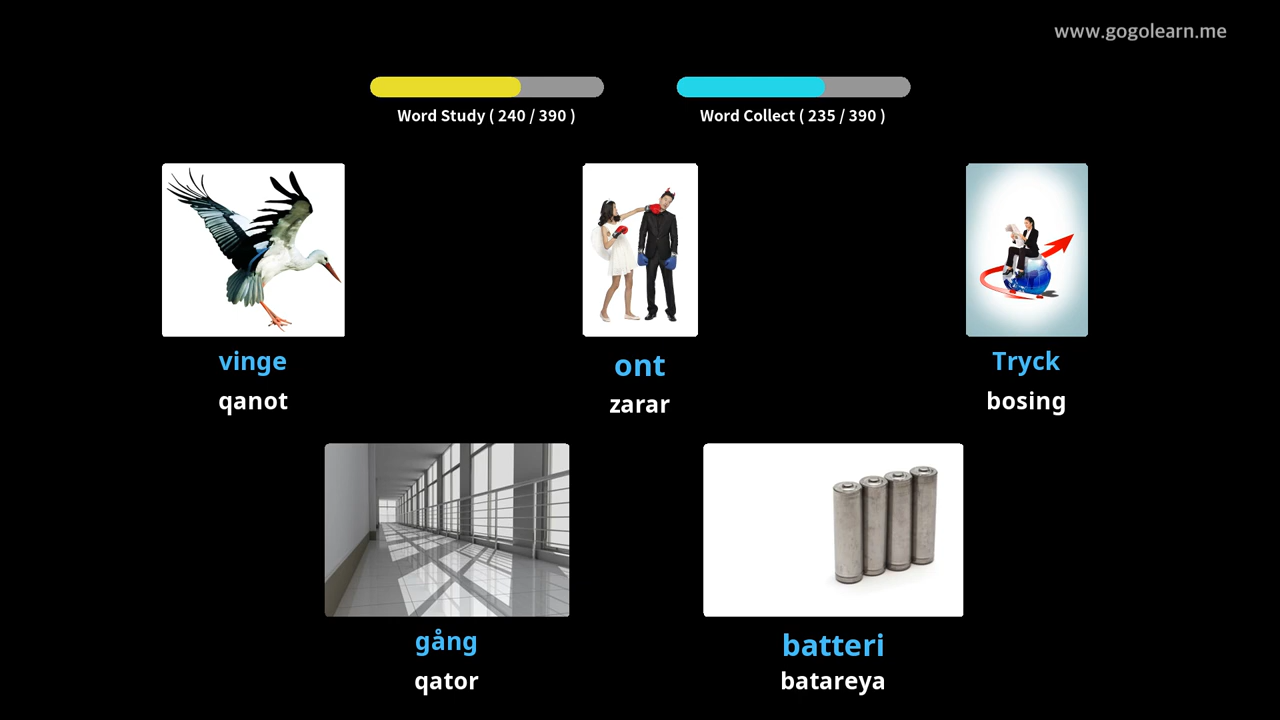 www.gogolearn.me
Word Study ( 240 / 390 )
Word Collect ( 235 / 390 )
vinge
qanot
ont
zarar
Tryck
bosing
gång
qator
batteri
batareya